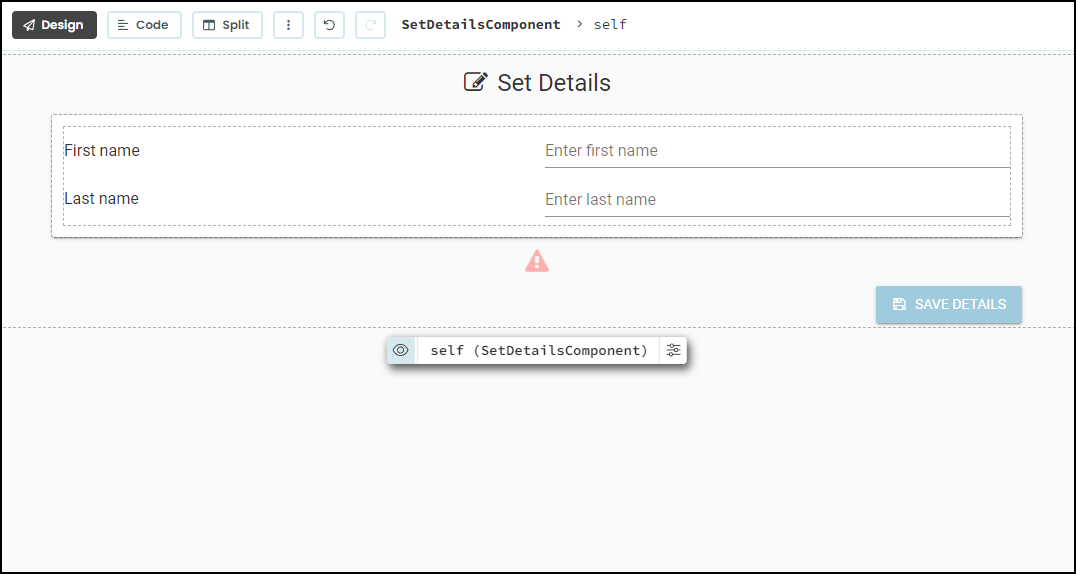 Design Code Split SetDetailsComponent > self
Set Details
First name Enter first name
Last name Enter last name
SAVE DETAILS
self (SetDetailsComponent)